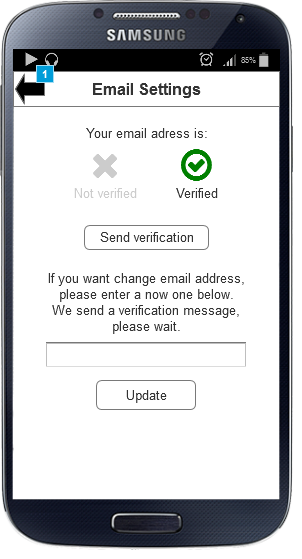 SAMSUNG
85%
1
Email Settings
Your email adress is:
Not verified
Verified
Send verification
If you want change email address,
please enter a now one below.
We send a verification message,
please wait.
Update